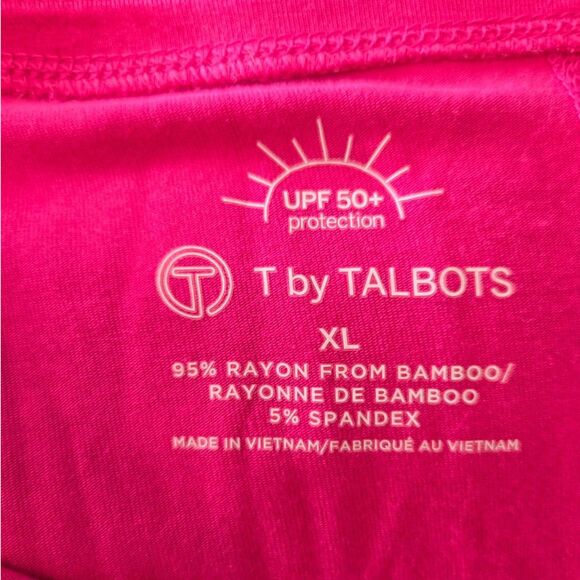 UPF 50+
protection
T T by TALBOTS
XL
95% RAYON FROM BAMBOO/
RAYONNE DE BAMBOO
5% SPANDEX
MADE IN VIETNAM/FABRIQUÉ AU VIETNAM